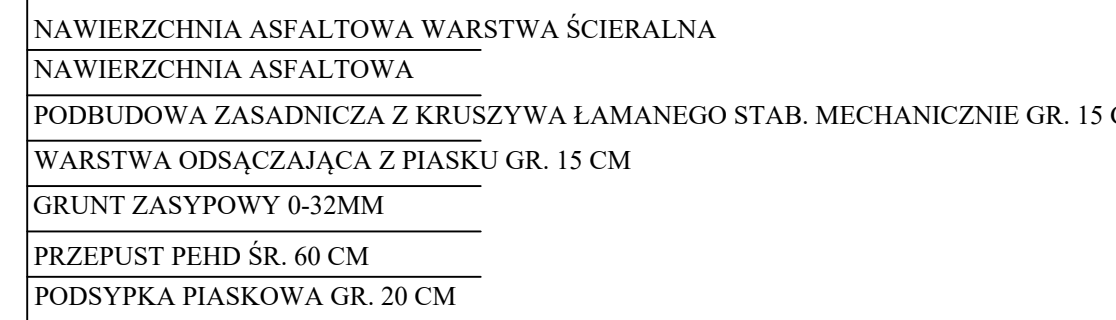 NAWIERZCHNIA ASFALTOWA WARSTWA ŚCIERALNA
NAWIERZCHNIA ASFALTOWA
PODBUDOWA ZASADNICZA Z KRUSZYWA ŁAMANEGO STAB. MECHANICZNIE GR. 15
WARSTWA ODSĄCZAJĄCA Z PIASKU GR. 15 CM
GRUNT ZASYPOWY 0-32MM
PRZEPUST PEHD ŚR. 60 CM
PODSYPKA PIASKOWA GR. 20 CM